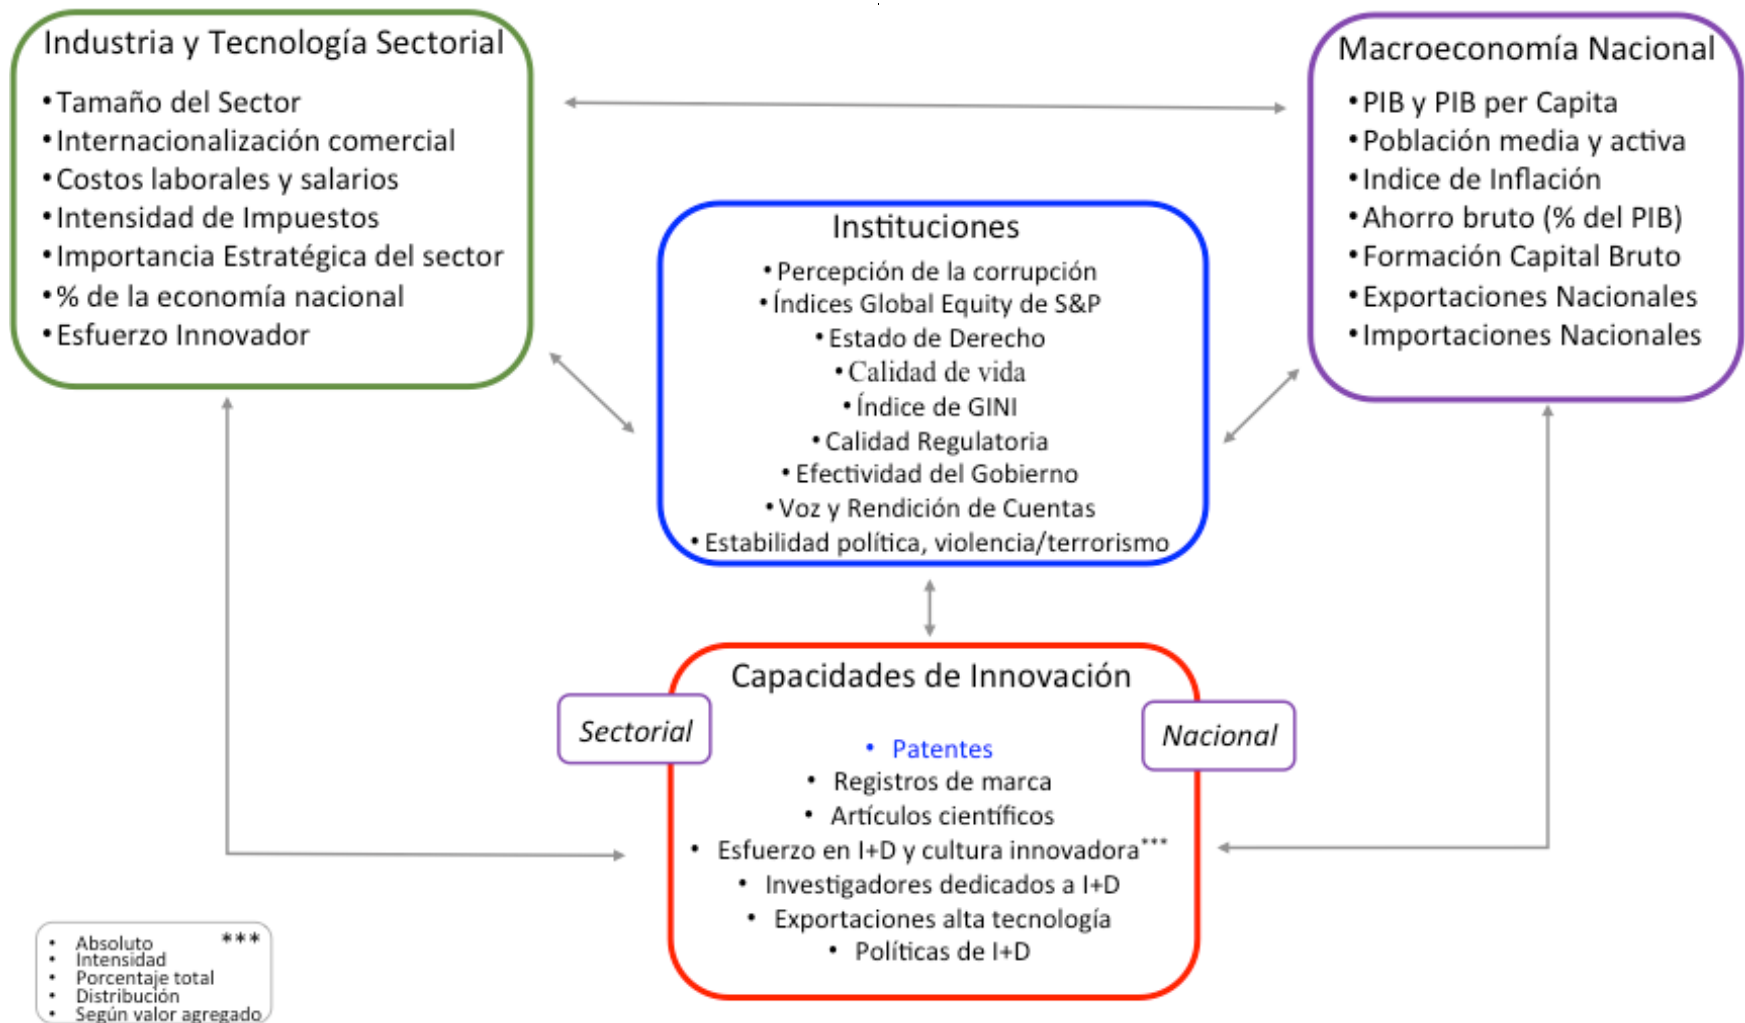 Industria y Tecnología Sectorial
•Tamaño del Sector
•Internacionalización comercial
•Costos laborales y salarios
•Intensidad de Impuestos
•Importancia Estratégica del sector
•% de la economía nacional
•Esfuerzo Innovador
Macroeconomía Nacional
•PIB y PIB per Capita
•Población media y activa
•Indice de Inflación
•Ahorro bruto (% del PIB)
•Formación Capital Bruto
•Exportaciones Nacionales
•Importaciones Nacionales
Instituciones
•Percepción de la corrupción
•Índices Global Equity de S&P
•Estado de Derecho
•Calidad de vida
•Índice de GINI
•Calidad Regulatoria
•Efectividad del Gobierno
•Voz y Rendición de Cuentas
•Estabilidad política, violencia/terrorismo
Capacidades de Innovación
Sectorial
Nacional
• Patentes
• Registros de marca
• Artículos científicos
• Esfuerzo en I+D y cultura innovadora***
• Investigadores dedicados a I+D
• Exportaciones alta tecnología
• Políticas de I+D
• Absoluto ***
• Intensidad
• Porcentaje total
• Distribución
• Según valor agregado